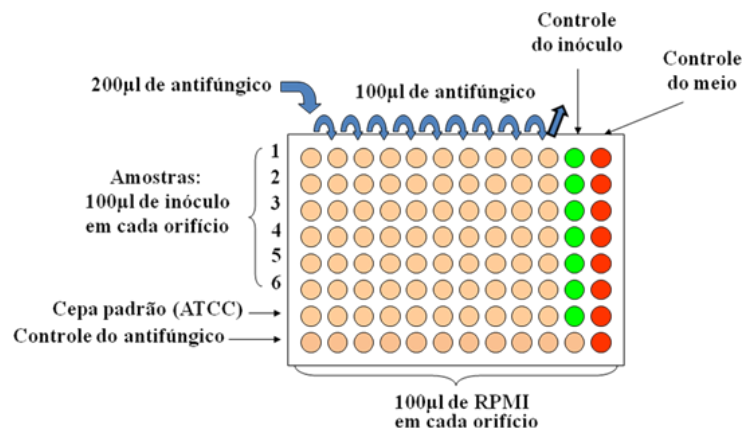 Controle
do inóculo
Controle
do meio
200µl de antifúngico
100µl de antifúngico
Amostras:
100µl de inóculo
em cada orifício
1
2
3
4
5
6
Cepa padrão (ATCC)
Controle do antifúngico
100µl de RPMI
em cada orifício